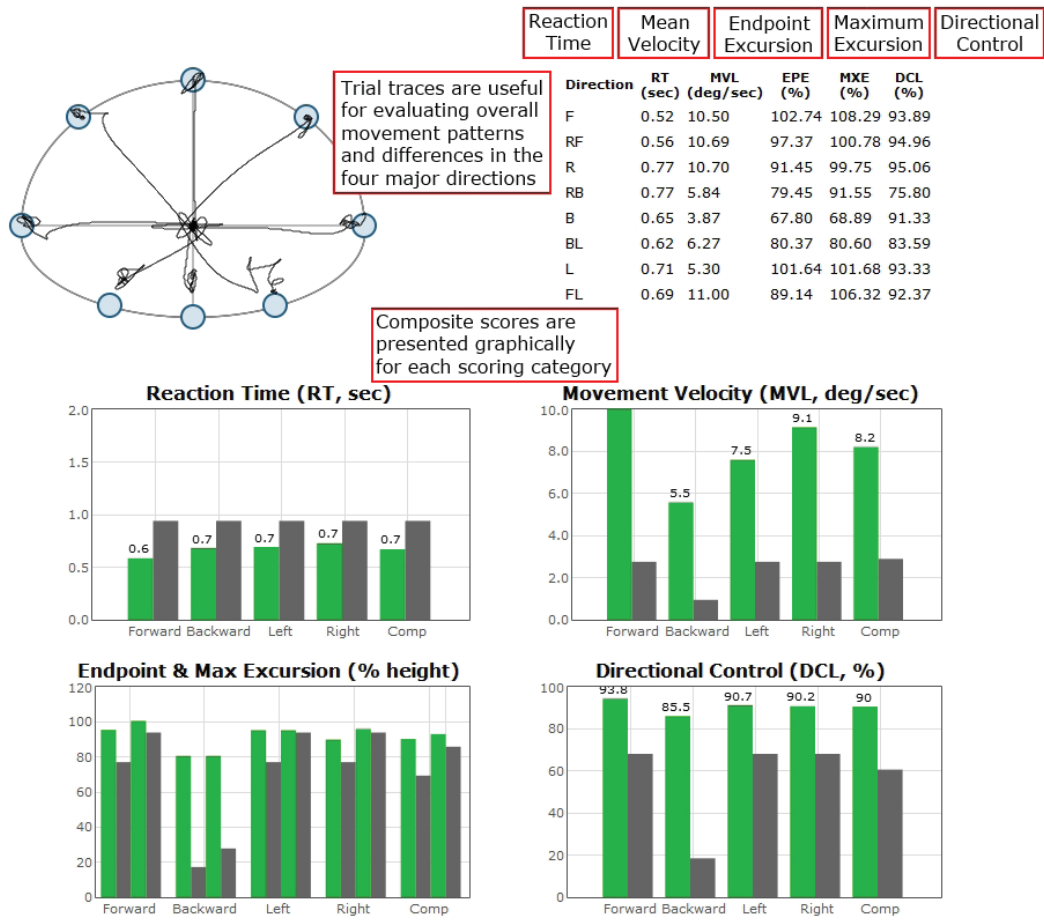 Reaction
Time
Mean
Velocity
Endpoint
Excursion
Maximum
Excursion
Directional
Control
Trial traces are useful
for evaluating overall
movement patterns
and differences in the
four major directions
Direction RT (sec) MVL (deg/sec) EPE (%) MXE (%) DCL (%)
F 0.52 10.50 102.74 108.29 93.89
RF 0.56 10.69 97.37 100.78 94.96
R 0.77 10.70 91.45 99.75 95.06
RB 0.77 5.84 79.45 91.55 75.80
B 0.65 3.87 67.80 68.89 91.33
BL 0.62 6.27 80.37 80.60 83.59
L 0.71 5.30 101.64 101.68 93.33
FL 0.69 11.00 89.14 106.32 92.37
Composite scores are
presented graphically
for each scoring category
Reaction Time (RT, sec)
2.0
1.5
1.0
0.5
0.0
0.6 0.7 0.7 0.7 0.7
Forward Backward Left Right Comp
Movement Velocity (MVL, deg/sec)
10.0
8.0
6.0
4.0
2.0
0.0
5.5 7.5 9.1 8.2
Forward Backward Left Right Comp
Endpoint & Max Excursion (% height)
120
100
80
60
40
20
0
Forward Backward Left Right Comp
Directional Control (DCL, %)
100
80
60
40
20
0
93.8 85.5 90.7 90.2 90
Forward Backward Left Right Comp